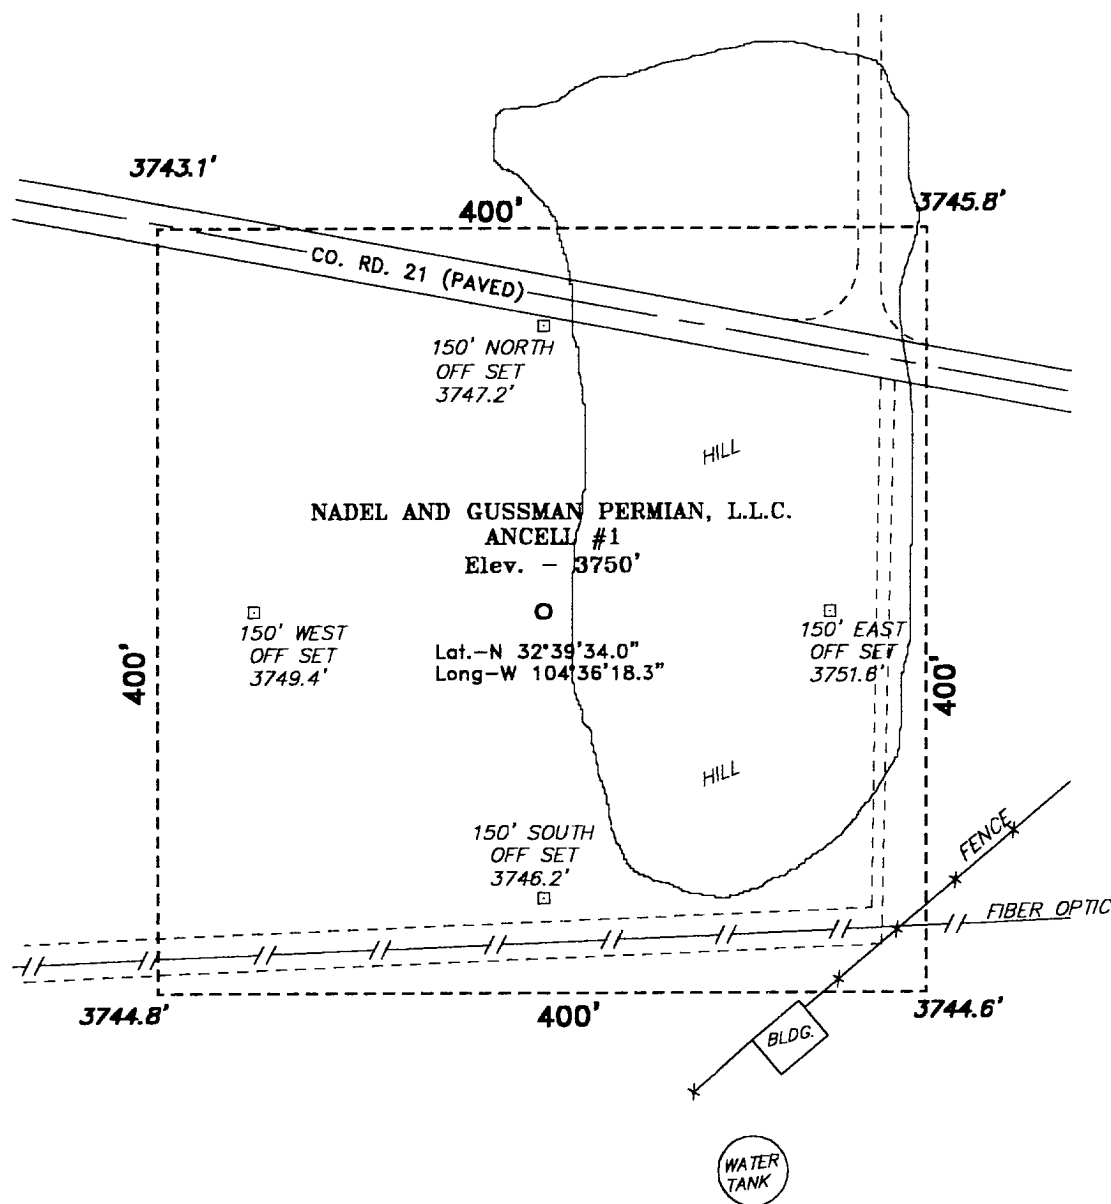 3743.1'
400'
3745.8'
CO. RD. 21 (PAVED)
150' NORTH
OFF SET
3747.2'
HILL
NADEL AND GUSSMAN PERMIAN, L.L.C.
ANCELL #1
Elev. - 3750'
150' WEST
OFF SET
3749.4'
Lat.-N 32°39'34.0"
Long-W 104°36'18.3"
150' EAST
OFF SET
400'
400'
HILL
150' SOUTH
OFF SET
3746.2'
FENCE
FIBER OPTIC
3744.8'
400'
3744.6'
BLDG.
WATER
TANK